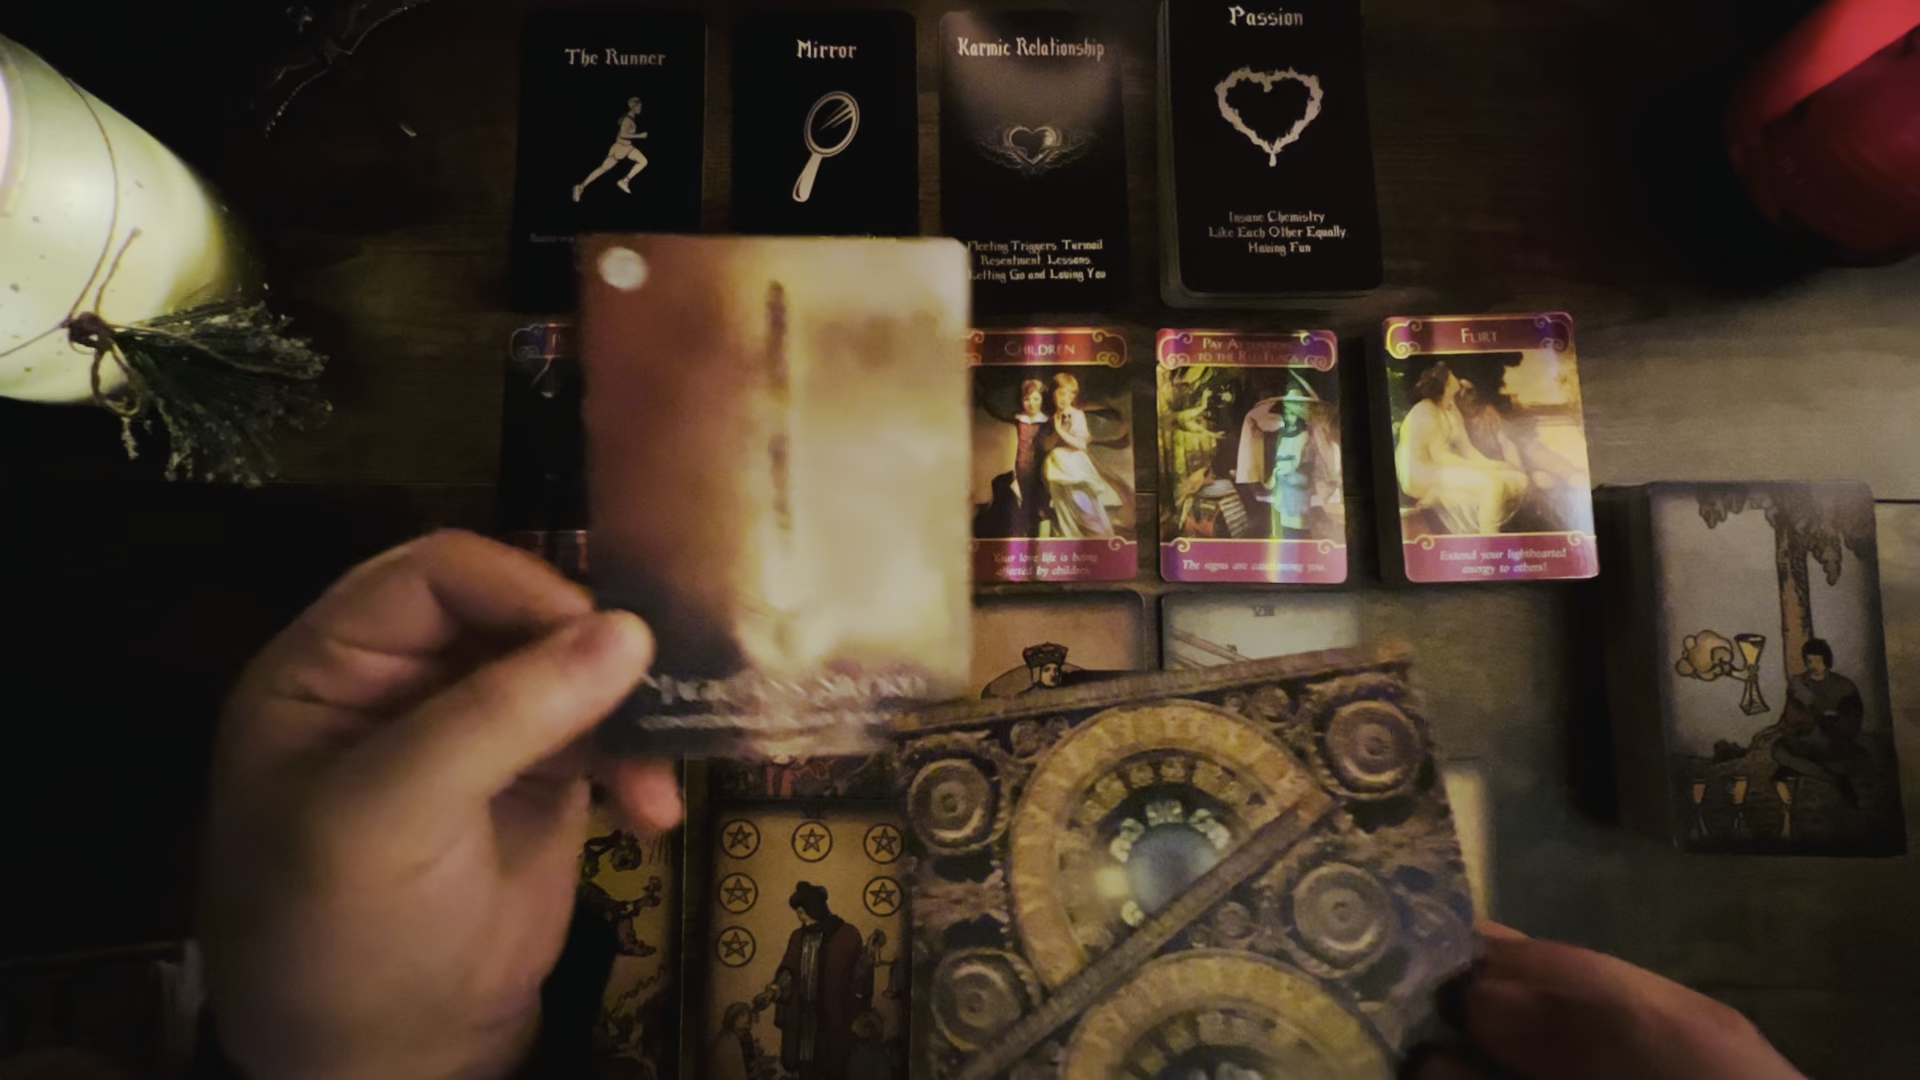 The Runner
Mirror
Karmic Relationship
Fleeting Triggers. Turmoil
Resentment. Lessons.
Letting Go and Loving You
Passion
Insane Chemistry
Like Each Other Equally.
Having Fun
Children
Your love life is being
affected by children.
Pay Attention
to the Red Flags
The signs are cautioning you.
Flirt
Extend your lighthearted
energy to others!
VIII